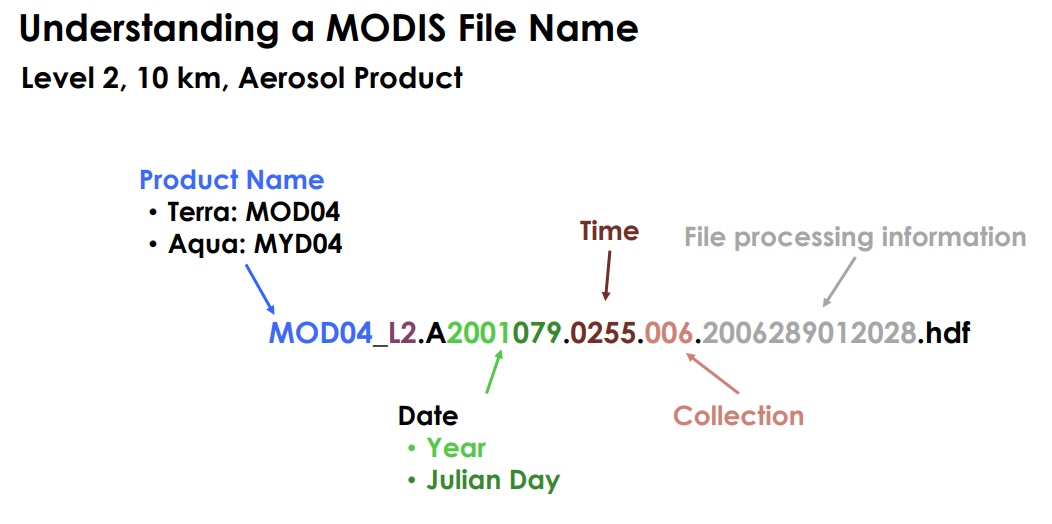 Understanding a MODIS File Name
Level 2, 10 km, Aerosol Product
Product Name
• Terra: MOD04
• Aqua: MYD04
Time
File processing information
MOD04_L2.A2001079.0255.006.2006289012028.hdf
Date
• Year
• Julian Day
Collection